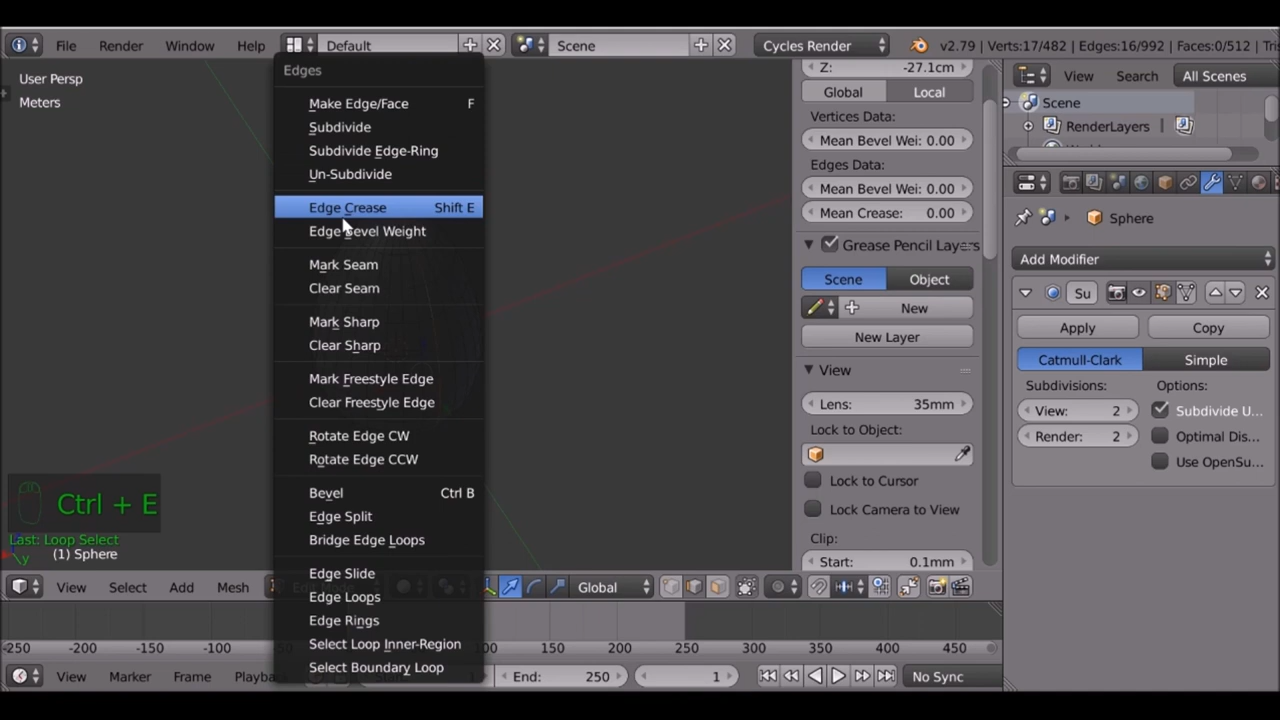 File Render Window Help Default Scene Cycles Render v2.79 | Verts:17/482 | Edges:16/992 | Faces:0/512 | Tris
User Persp
Meters
Edges
Make Edge/Face F
Subdivide
Subdivide Edge-Ring
Un-Subdivide
Edge Crease Shift E
Edge Bevel Weight
Mark Seam
Clear Seam
Mark Sharp
Clear Sharp
Mark Freestyle Edge
Clear Freestyle Edge
Rotate Edge CW
Rotate Edge CCW
Bevel Ctrl B
Edge Split
Bridge Edge Loops
Edge Slide
Edge Loops
Edge Rings
Select Loop Inner-Region
Select Boundary Loop
Ctrl + E
Last: Loop Select
(1) Sphere
y
Z: -27.1cm
Global Local
Vertices Data:
Mean Bevel Wei: 0.00
Edges Data:
Mean Bevel Wei: 0.00
Mean Crease: 0.00
Grease Pencil Layers
Scene Object
New
New Layer
View
Lens: 35mm
Lock to Object:
Lock to Cursor
Lock Camera to View
Clip:
Start: 0.1mm
View Search All Scenes
Scene
RenderLayers |
Sphere
Add Modifier
Su
Apply Copy
Catmull-Clark Simple
Subdivisions: Options:
View: 2 Subdivide U...
Render: 2 Optimal Dis...
Use OpenSu...
View Select Add Mesh Global
-250 -200 -150 -100 100 150 200 250 300 350 400 450
View Marker Frame End: 250 1 No Sync